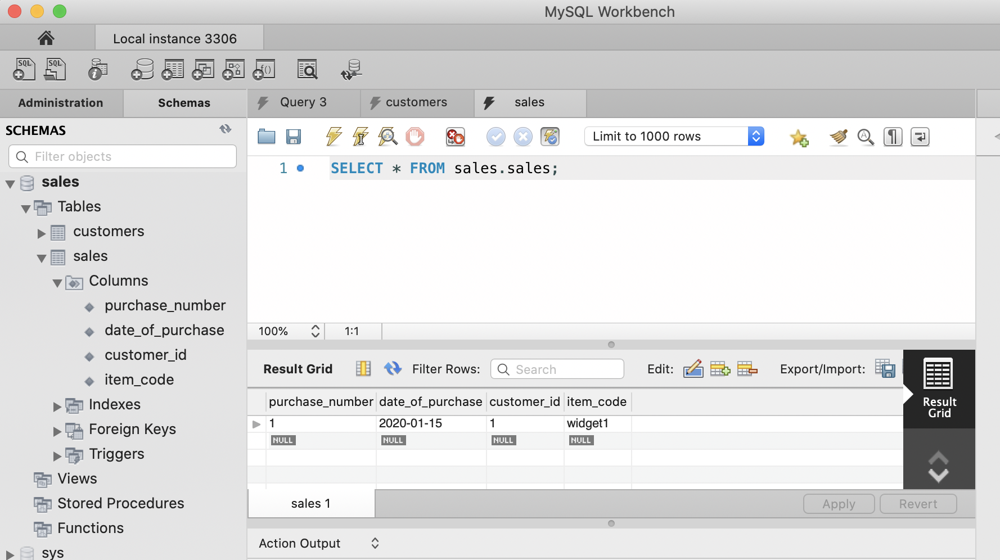 MySQL Workbench
Local instance 3306
SQL SQL
Administration Schemas
Query 3 customers sales
SCHEMAS
Filter objects
sales
Tables
customers
sales
Columns
purchase_number
date_of_purchase
customer_id
item_code
Indexes
Foreign Keys
Triggers
Views
Stored Procedures
Functions
sys
Limit to 1000 rows
1 SELECT * FROM sales.sales;
100% 1:1
Result Grid Filter Rows: Search Edit: Export/Import:
purchase_number date_of_purchase customer_id item_code
1 2020-01-15 1 widget1
NULL NULL NULL NULL
Result
Grid
sales 1 Apply Revert
Action Output